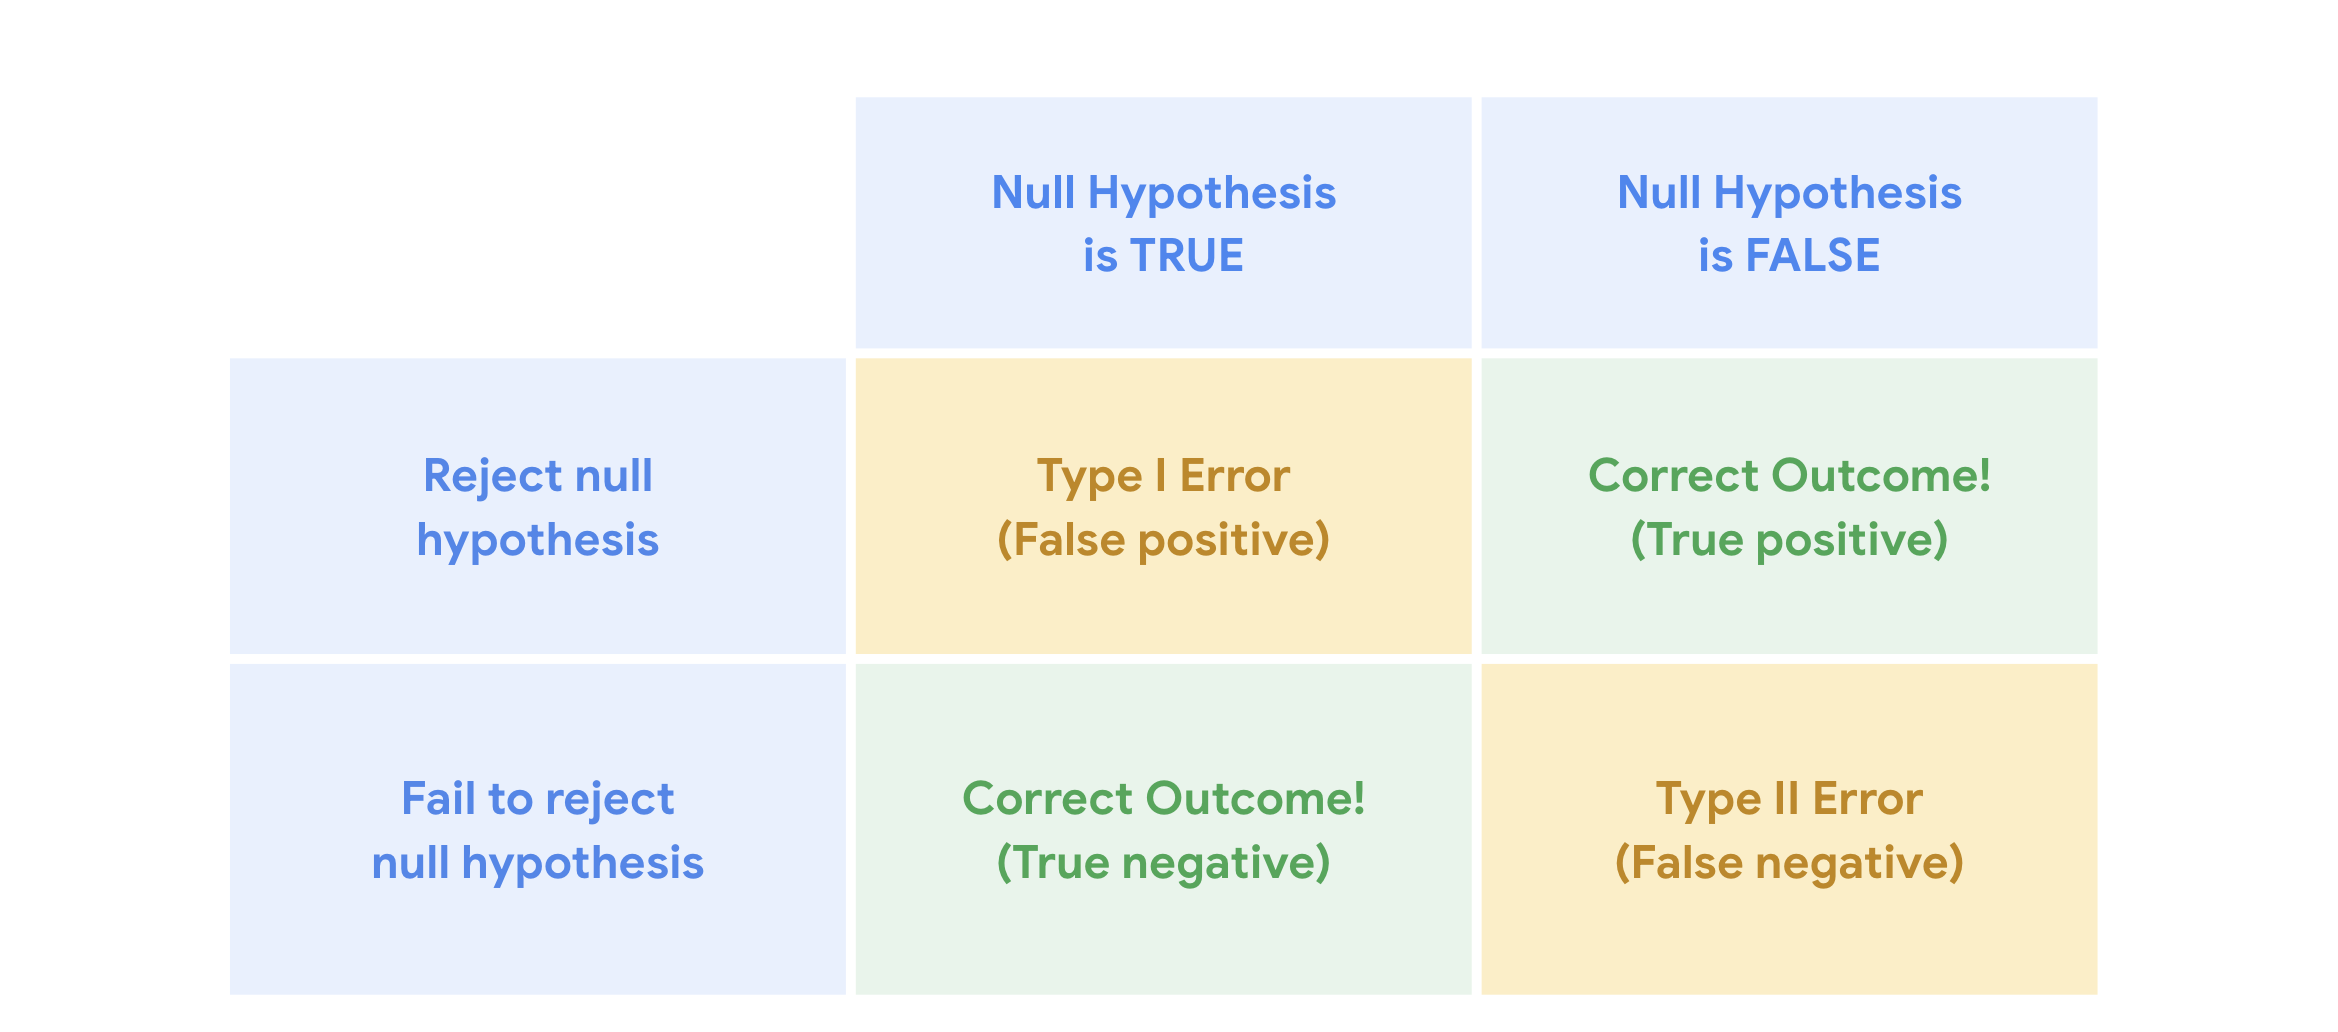 Null Hypothesis
is TRUE
Null Hypothesis
is FALSE
Reject null
hypothesis
Type I Error
(False positive)
Correct Outcome!
(True positive)
Fail to reject
null hypothesis
Correct Outcome!
(True negative)
Type II Error
(False negative)